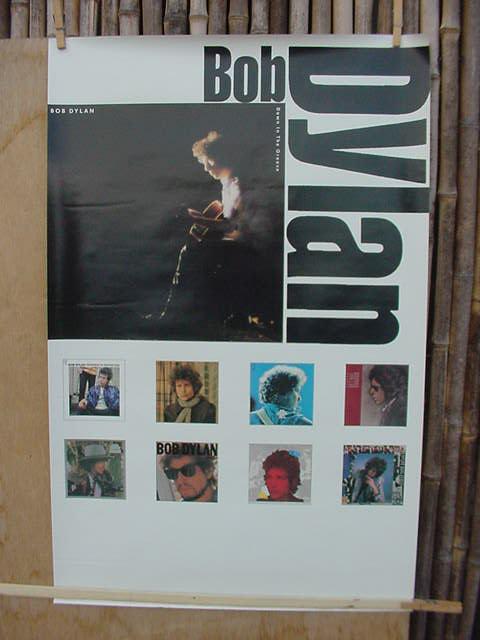 Bob
Dylan
BOB DYLAN
Down In The Groove
BOB DYLAN